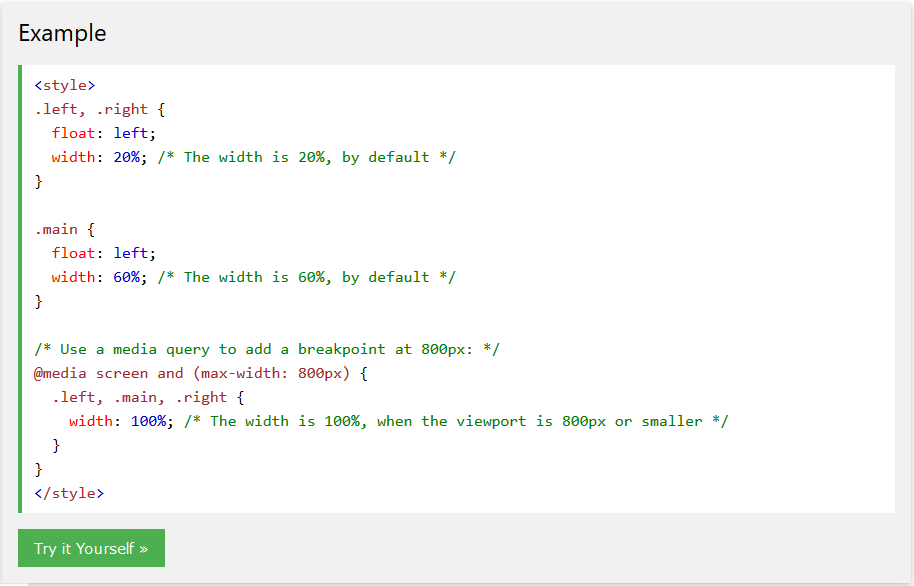 Example
<style>
.left, .right {
  float: left;
  width: 20%; /* The width is 20%, by default */
}

.main {
  float: left;
  width: 60%; /* The width is 60%, by default */
}

/* Use a media query to add a breakpoint at 800px: */
@media screen and (max-width: 800px) {
  .left, .main, .right {
    width: 100%; /* The width is 100%, when the viewport is 800px or smaller */
  }
}
</style>
Try it Yourself »